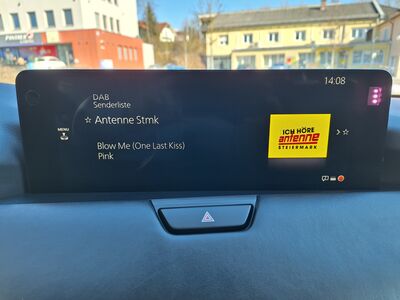 14:08
DAB
Senderliste
MENU
☆ Antenne Stmk
Blow Me (One Last Kiss)
Pink
ICH HÖRE
antenne
STEIERMARK